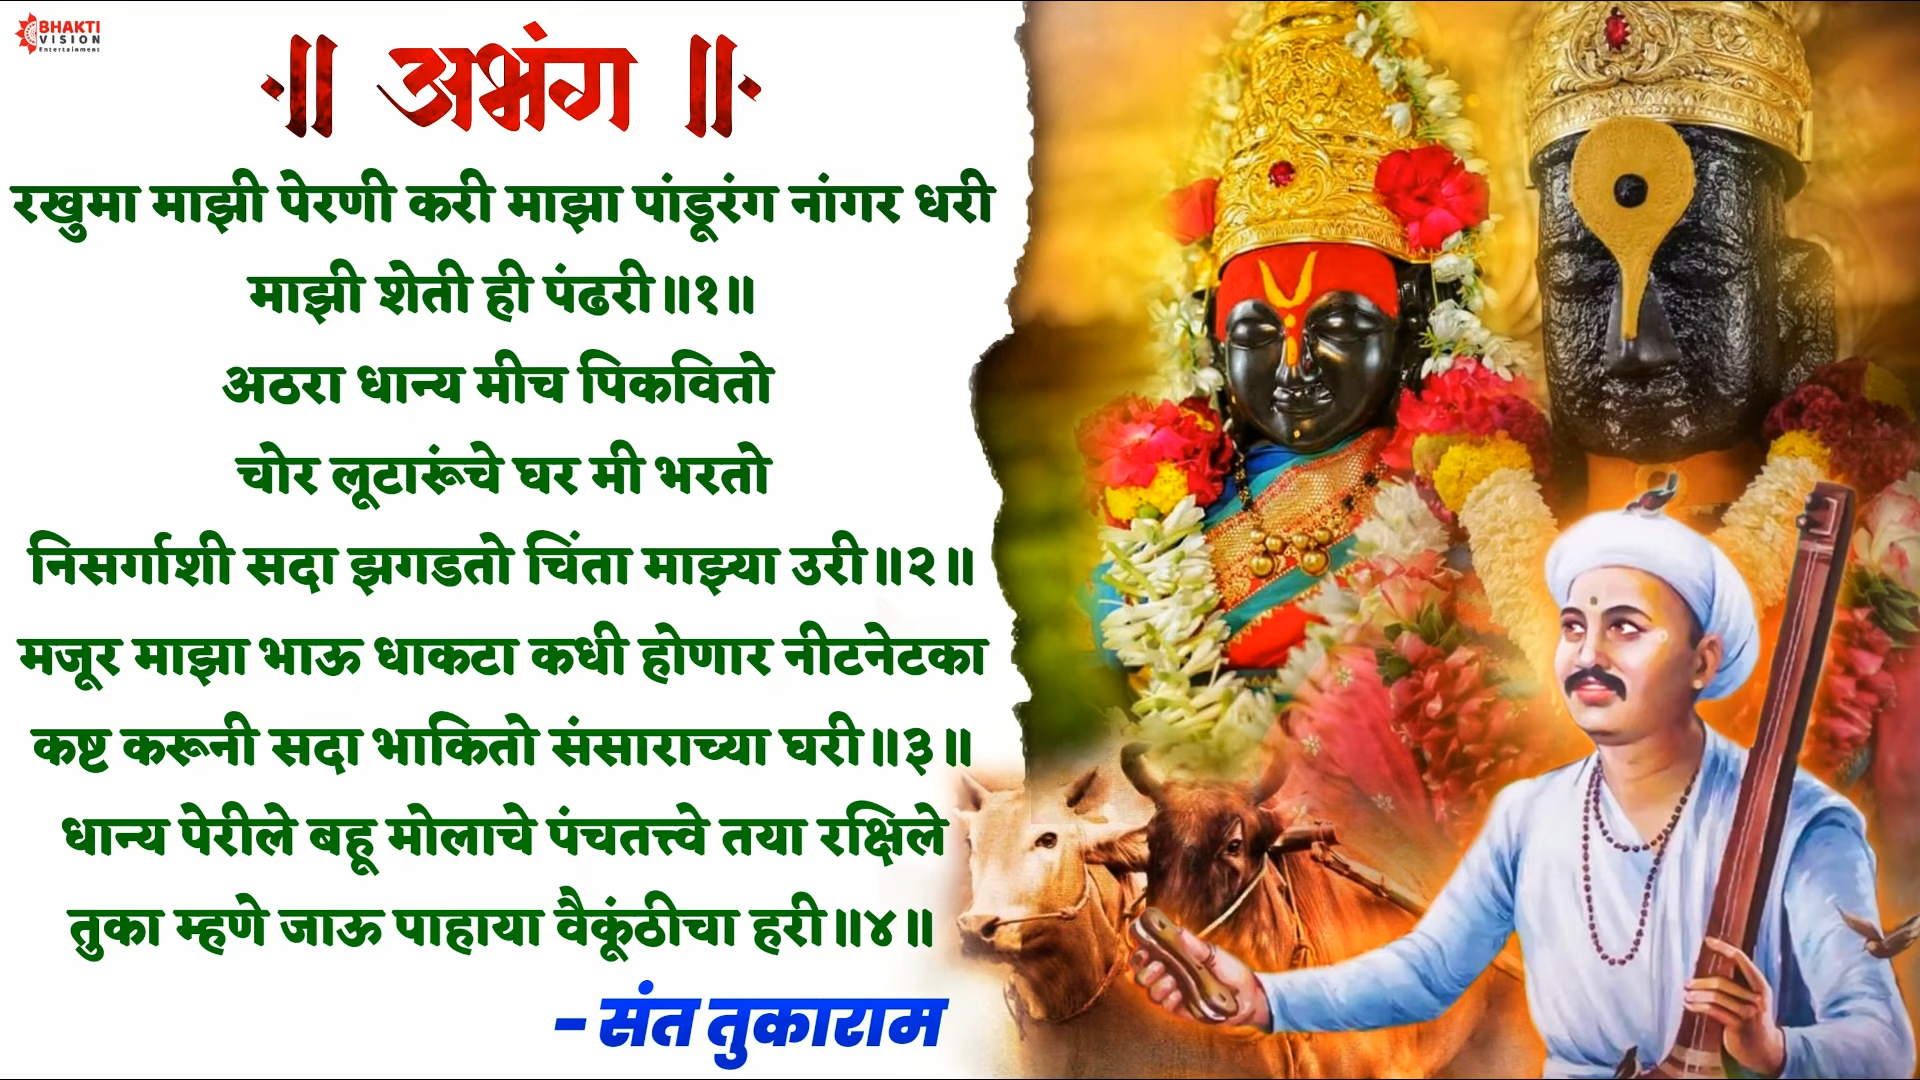 BHAKTI
VISION
Entertainment
॥ अभंग ॥
रखुमा माझी पेरणी करी माझा पांडूरंग नांगर धरी
माझी शेती ही पंढरी॥१॥
अठरा धान्य मीच पिकवितो
चोर लूटारूंचे घर मी भरतो
निसर्गाशी सदा झगडतो चिंता माझ्या उरी॥२॥
मजूर माझा भाऊ धाकटा कधी होणार नीटनेटका
कष्ट करूनी सदा भाकितो संसाराच्या घरी॥३॥
धान्य पेरीले बहू मोलाचे पंचतत्त्वे तया रक्षिले
तुका म्हणे जाऊ पाहाया वैकूंठीचा हरी॥४॥
- संत तुकाराम